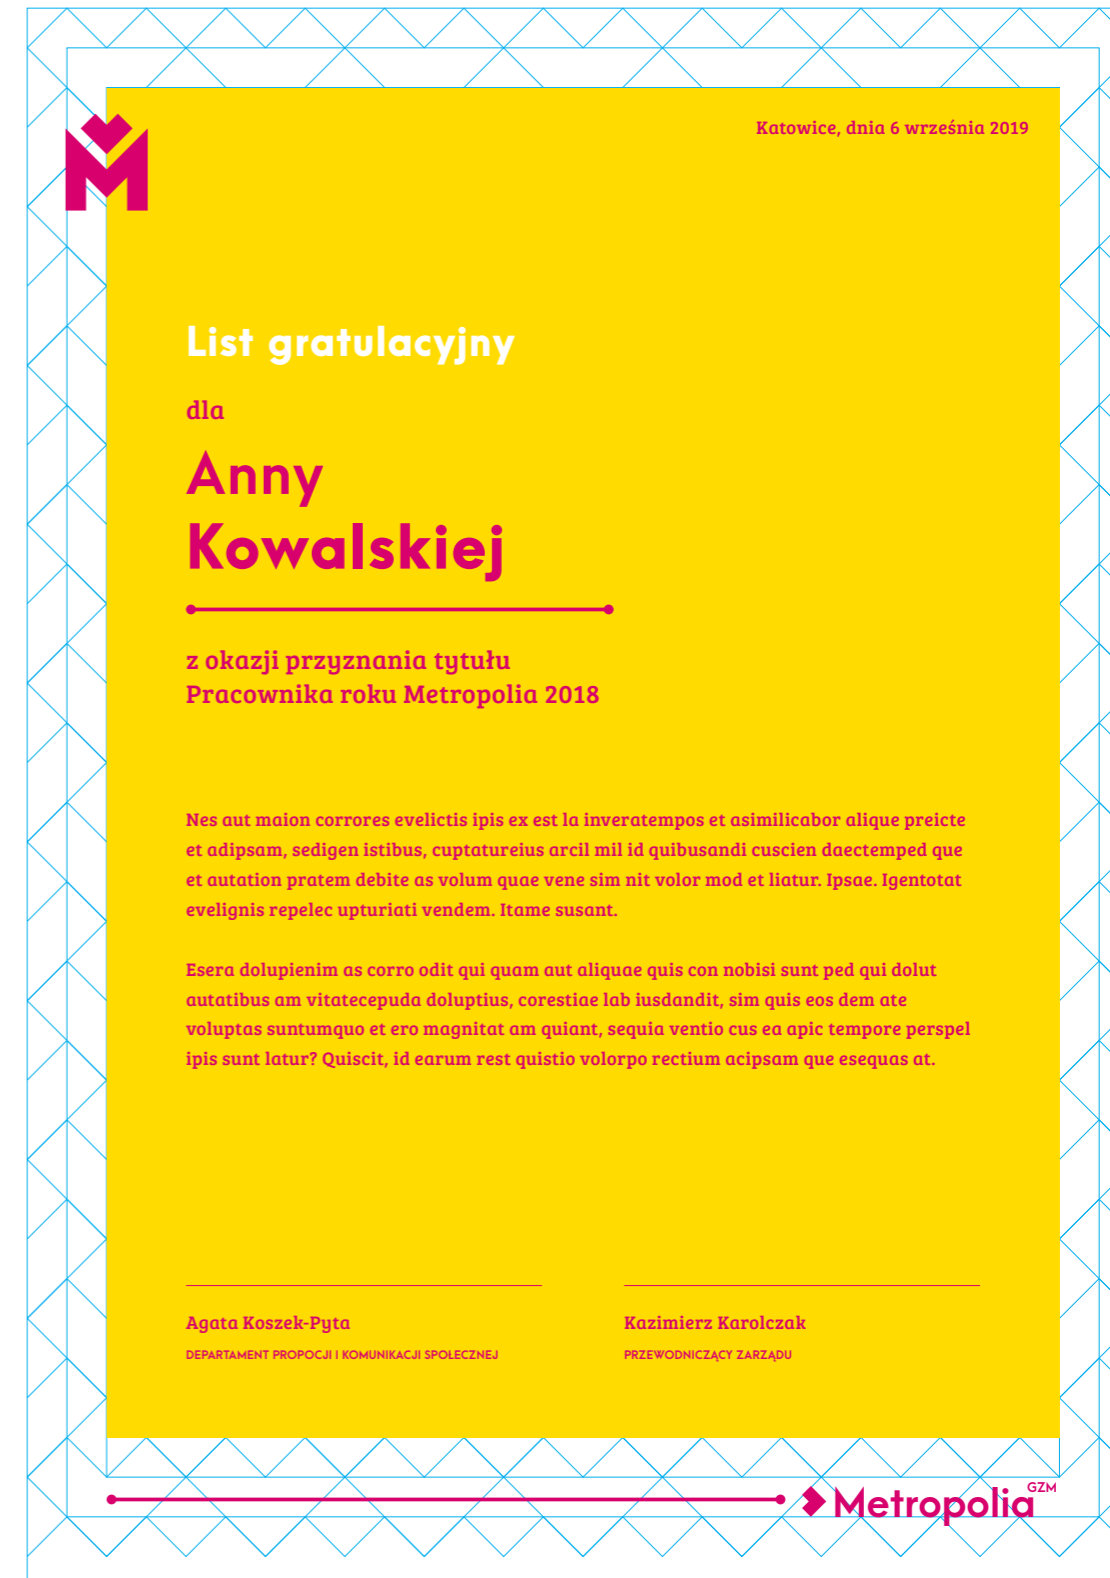 Katowice, dnia 6 września 2019
List gratulacyjny
dla
Anny
Kowalskiej
z okazji przyznania tytułu
Pracownika roku Metropolia 2018
Nes aut maion corrores evelictis ipis ex est la inveratempos et asimilicabor alique preicte
et adipsam, sedigen istibus, cuptatureius arcil mil id quibusandi cuscien daectemped que
et autation pratem debite as volum quae vene sim nit volor mod et liatur. Ipsae. Igentotat
evelignis repelec upturiati vendem. Itame susant.
Esera dolupienim as corro odit qui quam aut aliquae quis con nobisi sunt ped qui dolut
autatibus am vitatecepuda doluptius, corestiae lab iusdandit, sim quis eos dem ate
voluptas suntumquo et ero magnitat am quiant, sequia ventio cus ea apic tempore perspel
ipis sunt latur? Quiscit, id earum rest quistio volorpo rectium acipsam que esequas at.
Agata Koszek-Pyta
DEPARTAMENT PROPOCJI I KOMUNIKACJI SPOŁECZNEJ
Kazimierz Karolczak
PRZEWODNICZĄCY ZARZĄDU
Metropolia GZM